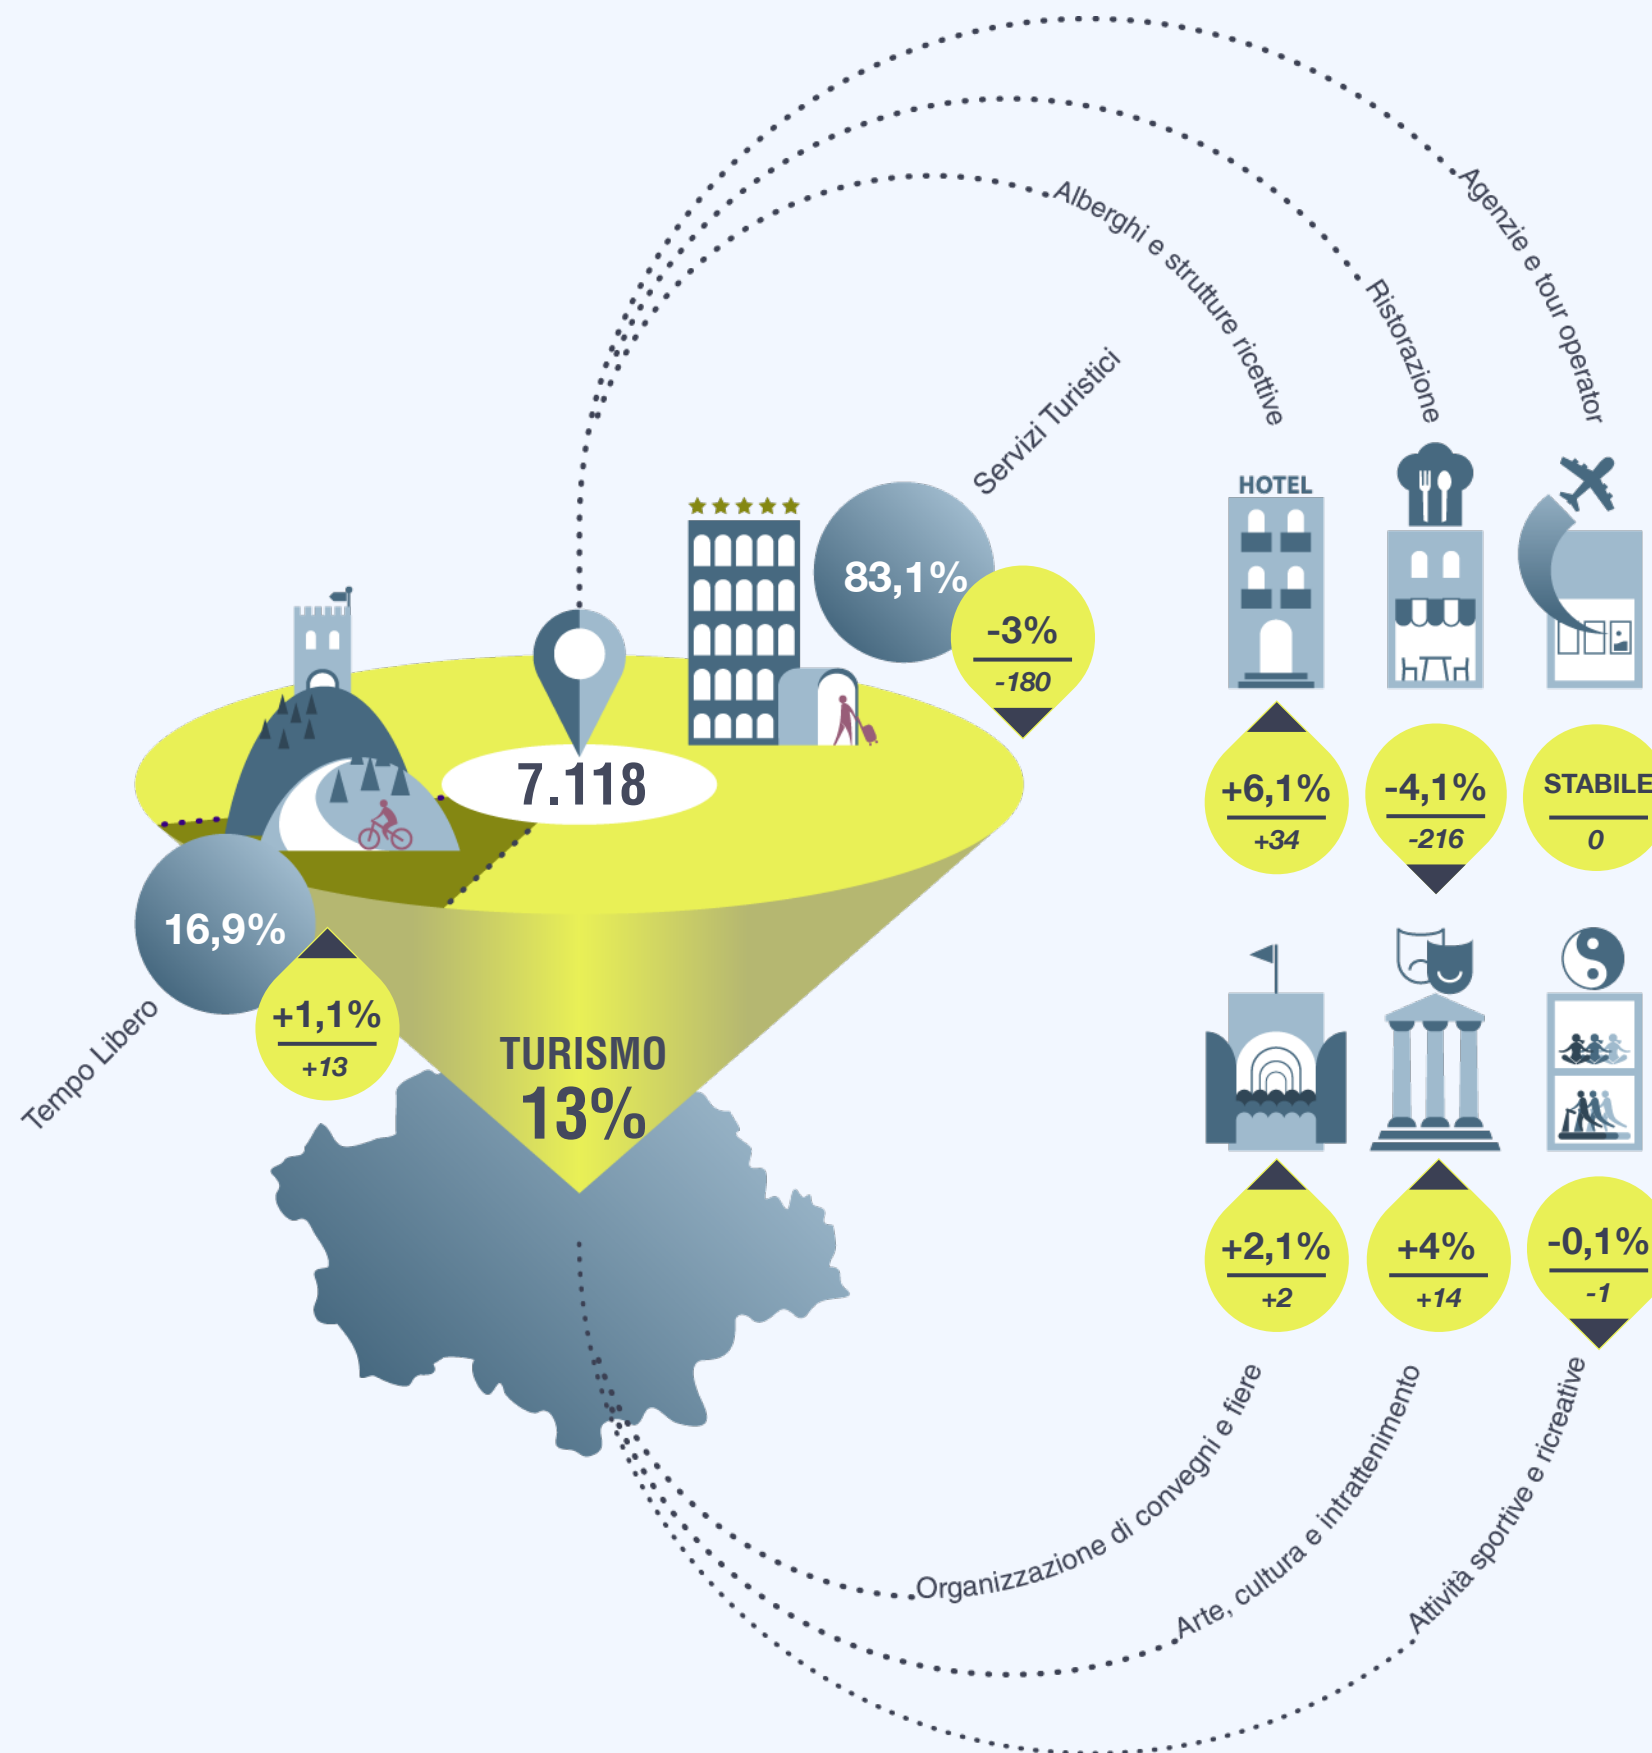 Agenzie e tour operator
Ristorazione
Alberghi e strutture ricettive
Servizi Turistici
83,1%
-3%
-180
HOTEL
+6,1%
+34
-4,1%
-216
STABILE
0
7.118
16,9%
+1,1%
+13
Tempo Libero
TURISMO
13%
+2,1%
+2
+4%
+14
-0,1%
-1
Organizzazione di convegni e fiere
Arte, cultura e intrattenimento
Attività sportive e ricreative